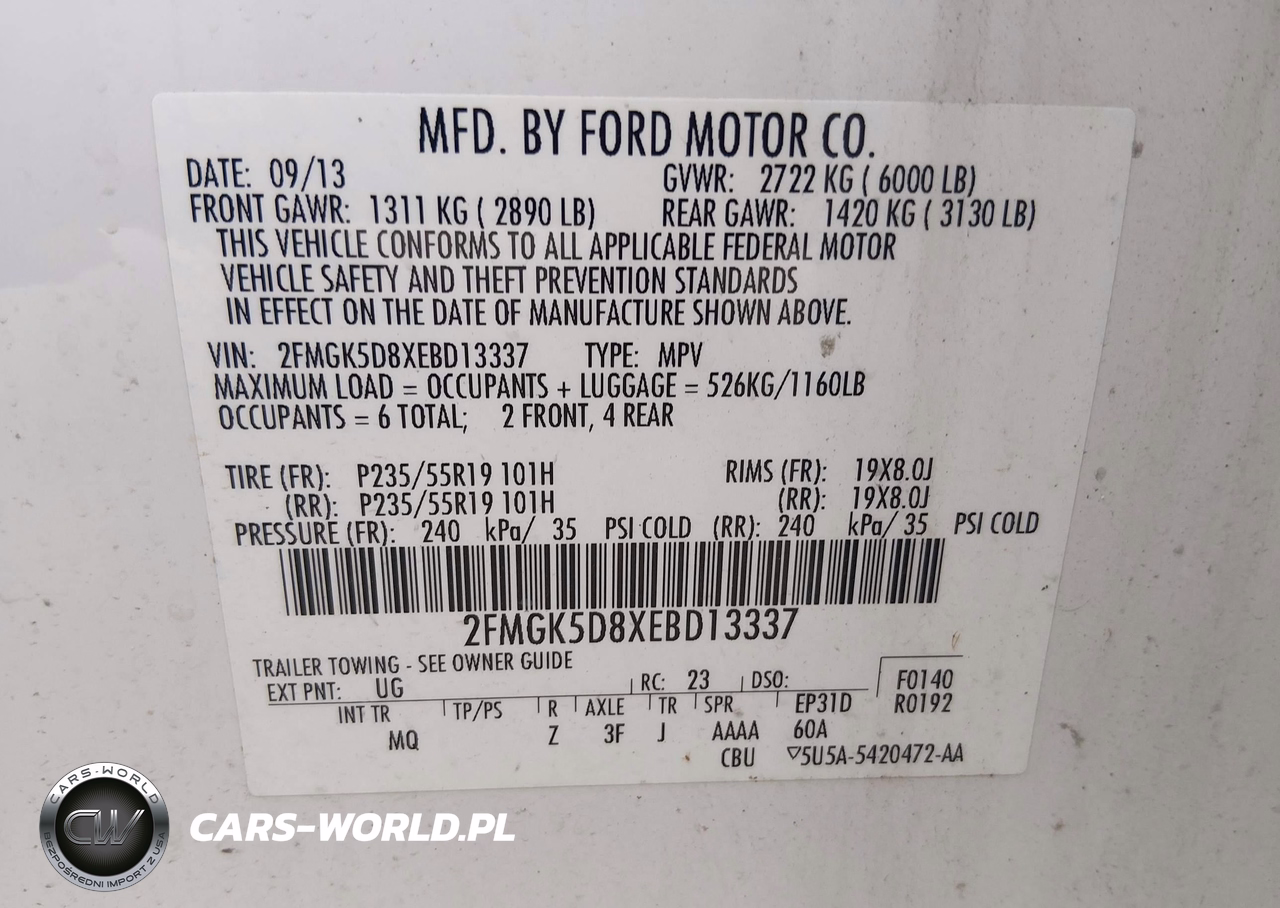 MFD. BY FORD MOTOR CO.
DATE: 09/13 GVWR: 2722 KG ( 6000 LB)
FRONT GAWR: 1311 KG ( 2890 LB) REAR GAWR: 1420 KG ( 3130 LB)
THIS VEHICLE CONFORMS TO ALL APPLICABLE FEDERAL MOTOR
VEHICLE SAFETY AND THEFT PREVENTION STANDARDS
IN EFFECT ON THE DATE OF MANUFACTURE SHOWN ABOVE.
VIN: 2FMGK5D8XEBD13337 TYPE: MPV
MAXIMUM LOAD = OCCUPANTS + LUGGAGE = 526KG/1160LB
OCCUPANTS = 6 TOTAL; 2 FRONT, 4 REAR
TIRE (FR): P235/55R19 101H RIMS (FR): 19X8.0J
(RR): P235/55R19 101H (RR): 19X8.0J
PRESSURE (FR): 240 kPa/ 35 PSI COLD (RR): 240 kPa/ 35 PSI COLD
2FMGK5D8XEBD13337
TRAILER TOWING - SEE OWNER GUIDE
EXT PNT: UG RC: 23 DSO: F0140
INT TR TP/PS R AXLE TR SPR EP31D R0192
MQ Z 3F J AAAA 60A
CBU ▽5U5A-5420472-AA
CARS-WORLD
CW
BEZPOŚREDNI IMPORT Z USA
CARS-WORLD.PL